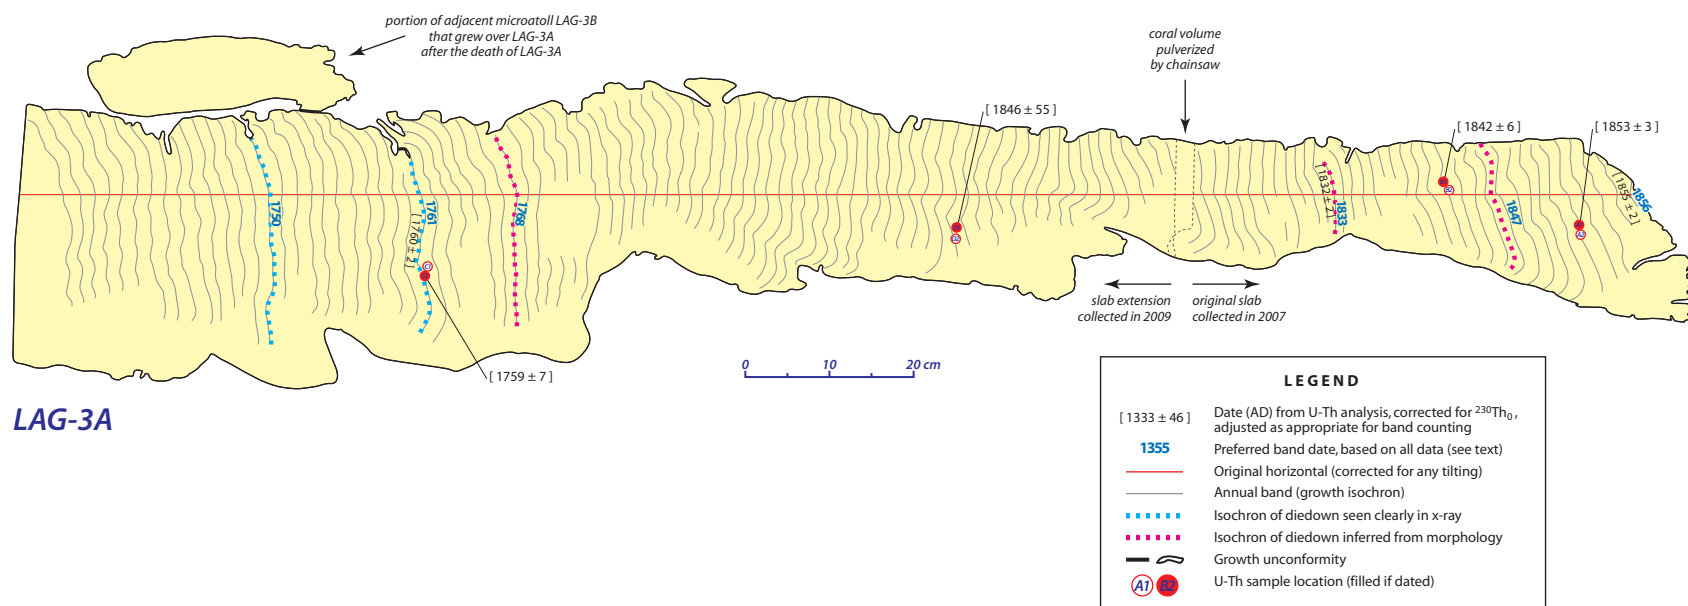 portion of adjacent microatoll LAG-3B
that grew over LAG-3A
after the death of LAG-3A
coral volume
pulverized
by chainsaw
[ 1846 ± 55 ]
[ 1842 ± 6 ]
[ 1853 ± 3 ]
1750
1761
[ 1760 ± 2 ]
1768
[ 1832 ± 2 ]
1833
1847
[ 1855 ± 2 ]
1856
C1
D2
B2
A2
[ 1759 ± 7 ]
slab extension
collected in 2009
original slab
collected in 2007
0 10 20 cm
LAG-3A
LEGEND
[ 1333 ± 46 ] Date (AD) from U-Th analysis, corrected for ²³⁰Th₀,
adjusted as appropriate for band counting
1355 Preferred band date, based on all data (see text)
Original horizontal (corrected for any tilting)
Annual band (growth isochron)
Isochron of diedown seen clearly in x-ray
Isochron of diedown inferred from morphology
Growth unconformity
A1 B2 U-Th sample location (filled if dated)